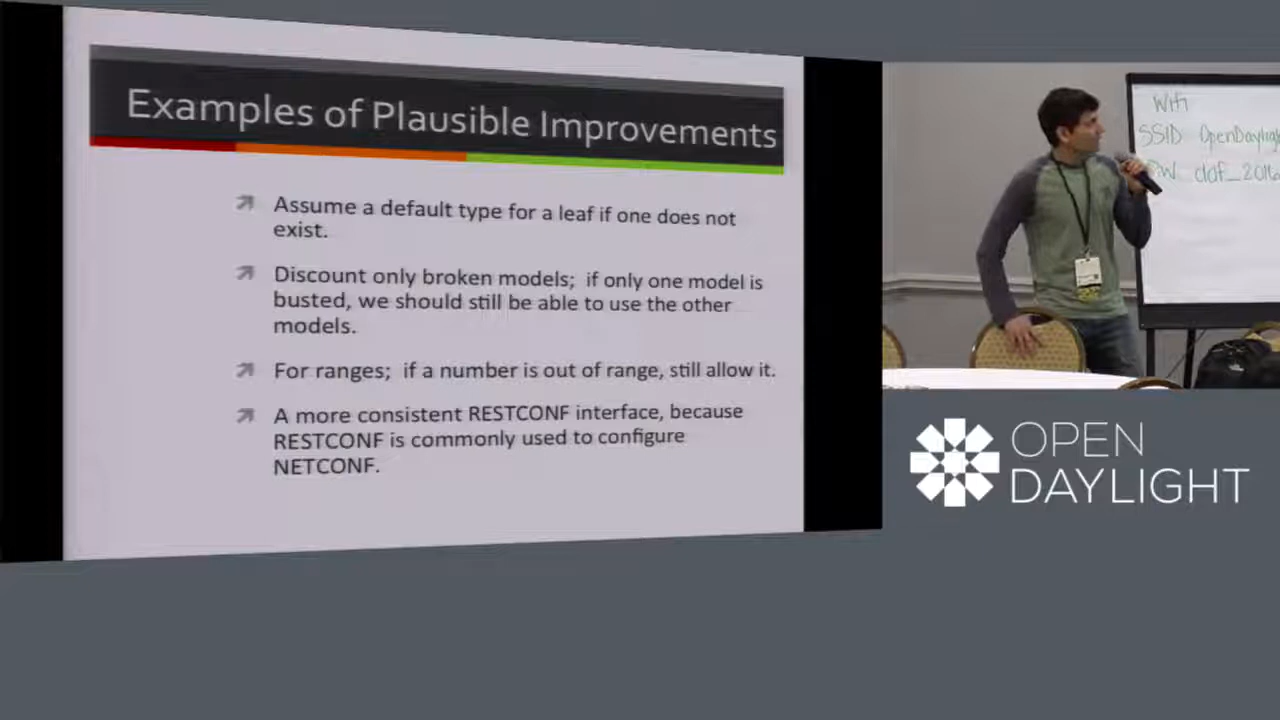 Examples of Plausible Improvements
Assume a default type for a leaf if one does not
exist.
Discount only broken models; if only one model is
busted, we should still be able to use the other
models.
For ranges; if a number is out of range, still allow it.
A more consistent RESTCONF interface, because
RESTCONF is commonly used to configure
NETCONF.
Wifi
SSID OpenDaylig
PW
OPEN
DAYLIGHT